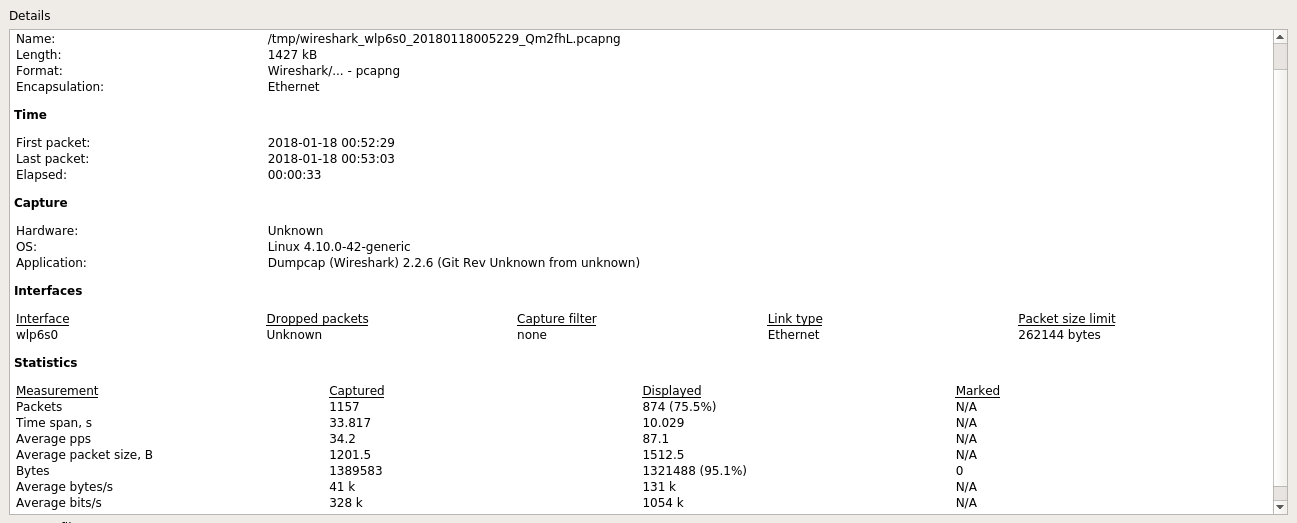 Details
Name: /tmp/wireshark_wlp6s0_20180118005229_Qm2fhL.pcapng
Length: 1427 kB
Format: Wireshark/... - pcapng
Encapsulation: Ethernet
Time
First packet: 2018-01-18 00:52:29
Last packet: 2018-01-18 00:53:03
Elapsed: 00:00:33
Capture
Hardware: Unknown
OS: Linux 4.10.0-42-generic
Application: Dumpcap (Wireshark) 2.2.6 (Git Rev Unknown from unknown)
Interfaces
Interface Dropped packets Capture filter Link type Packet size limit
wlp6s0 Unknown none Ethernet 262144 bytes
Statistics
Measurement Captured Displayed Marked
Packets 1157 874 (75.5%) N/A
Time span, s 33.817 10.029 N/A
Average pps 34.2 87.1 N/A
Average packet size, B 1201.5 1512.5 N/A
Bytes 1389583 1321488 (95.1%) 0
Average bytes/s 41 k 131 k N/A
Average bits/s 328 k 1054 k N/A